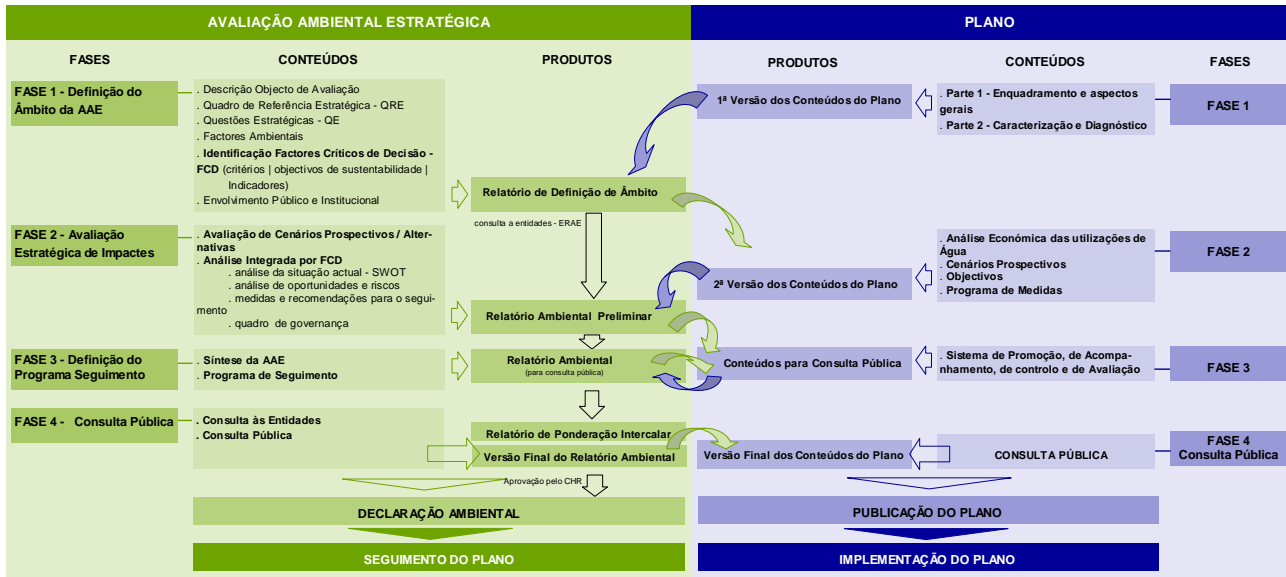 AVALIAÇÃO AMBIENTAL ESTRATÉGICA
PLANO
FASES
CONTEÚDOS
PRODUTOS
PRODUTOS
CONTEÚDOS
FASES
FASE 1 - Definição do
Âmbito da AAE
. Descrição Objecto de Avaliação
. Quadro de Referência Estratégica - QRE
. Questões Estratégicas - QE
. Factores Ambientais
. Identificação Factores Críticos de Decisão -
FCD (critérios | objectivos de sustentabilidade |
Indicadores)
. Envolvimento Público e Institucional
Relatório de Definição de Âmbito
consulta a entidades - ERAE
1ª Versão dos Conteúdos do Plano
. Parte 1 - Enquadramento e aspectos
gerais
. Parte 2 - Caracterização e Diagnóstico
FASE 1
FASE 2 - Avaliação
Estratégica de Impactes
. Avaliação de Cenários Prospectivos / Alter-
nativas
. Análise Integrada por FCD
. análise da situação actual - SWOT
. análise de oportunidades e riscos
. medidas e recomendações para o segui-
mento
. quadro de governança
Relatório Ambiental Preliminar
2ª Versão dos Conteúdos do Plano
. Análise Económica das utilizações de
Água
. Cenários Prospectivos
. Objectivos
. Programa de Medidas
FASE 2
FASE 3 - Definição do
Programa Seguimento
. Síntese da AAE
. Programa de Seguimento
Relatório Ambiental
(para consulta pública)
Conteúdos para Consulta Pública
. Sistema de Promoção, de Acompa-
nhamento, de controlo e de Avaliação
FASE 3
FASE 4 - Consulta Pública
. Consulta às Entidades
. Consulta Pública
Relatório de Ponderação Intercalar
Versão Final do Relatório Ambiental
Aprovação pelo CHR
Versão Final dos Conteúdos do Plano
CONSULTA PÚBLICA
FASE 4
Consulta Pública
DECLARAÇÃO AMBIENTAL
PUBLICAÇÃO DO PLANO
SEGUIMENTO DO PLANO
IMPLEMENTAÇÃO DO PLANO